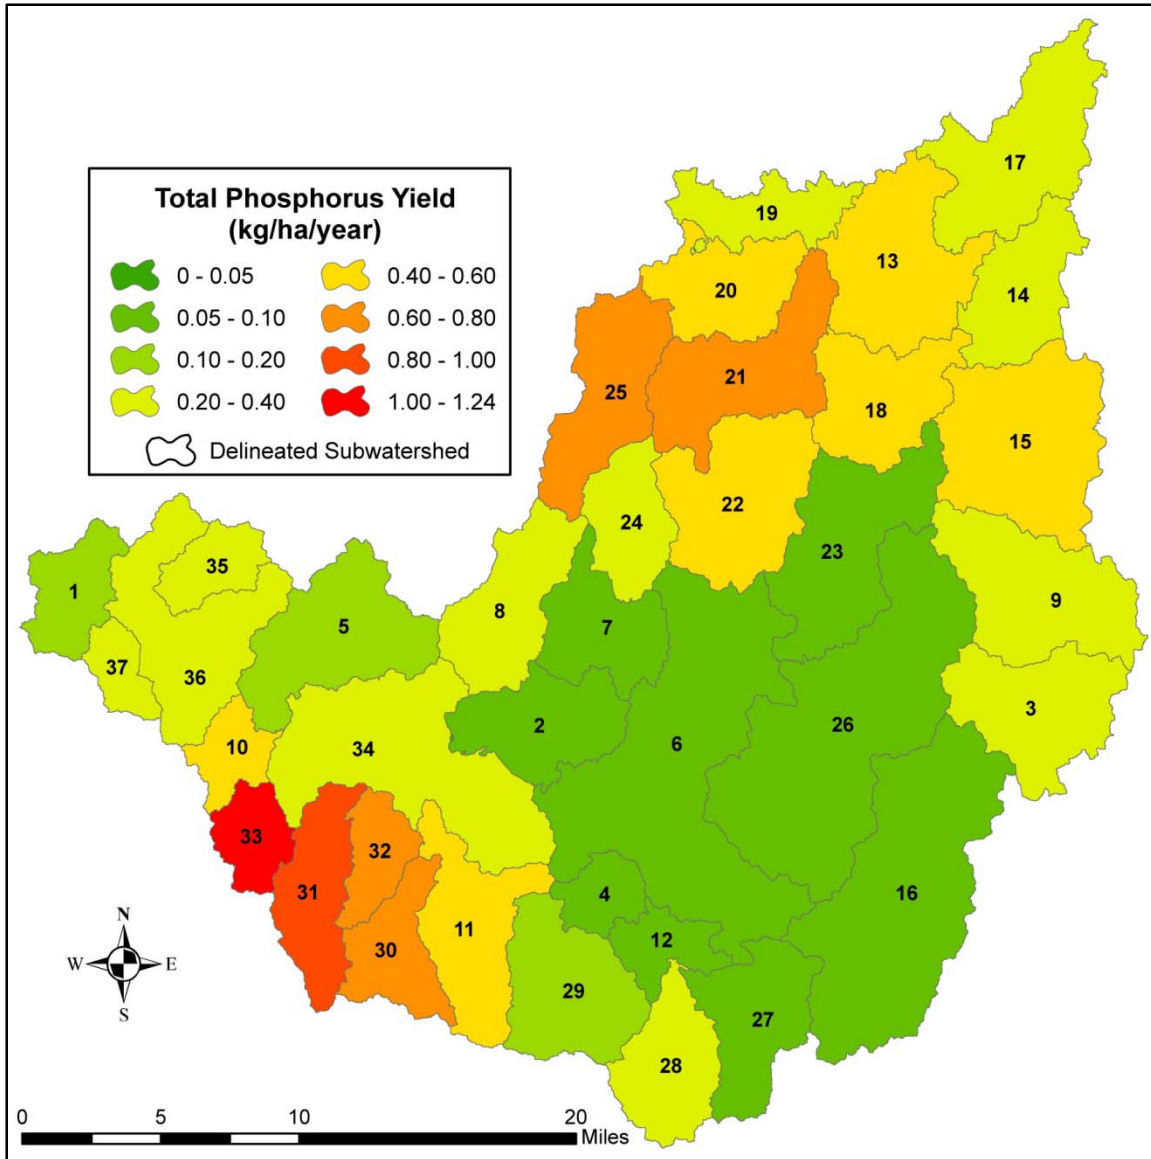 17
19
Total Phosphorus Yield
(kg/ha/year)
0 - 0.05
0.40 - 0.60
0.05 - 0.10
0.60 - 0.80
0.10 - 0.20
0.80 - 1.00
0.20 - 0.40
1.00 - 1.24
Delineated Subwatershed
13
20
14
21
25
18
15
22
24
23
35
1
9
8
5
7
37
36
3
2
26
6
10
34
33
32
31
4
16
11
12
30
29
27
28
N
W
E
S
0
5
10
20
Miles